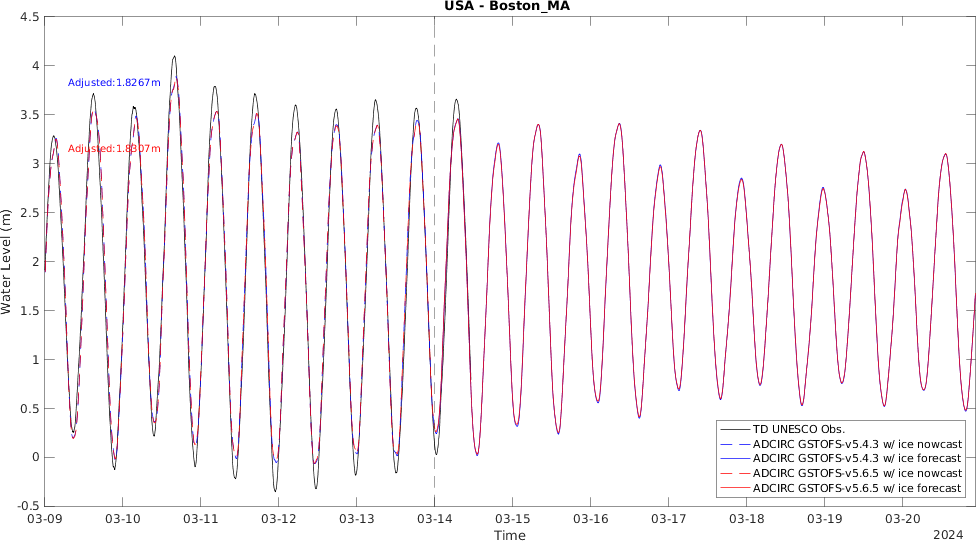 USA - Boston_MA
4.5
4
3.5
3
2.5
2
1.5
1
0.5
0
-0.5
Water Level (m)
Adjusted:1.8267m
Adjusted:1.8307m
TD UNESCO Obs.
ADCIRC GSTOFS-v5.4.3 w/ ice nowcast
ADCIRC GSTOFS-v5.4.3 w/ ice forecast
ADCIRC GSTOFS-v5.6.5 w/ ice nowcast
ADCIRC GSTOFS-v5.6.5 w/ ice forecast
03-09 03-10 03-11 03-12 03-13 03-14 03-15 03-16 03-17 03-18 03-19 03-20
Time
2024